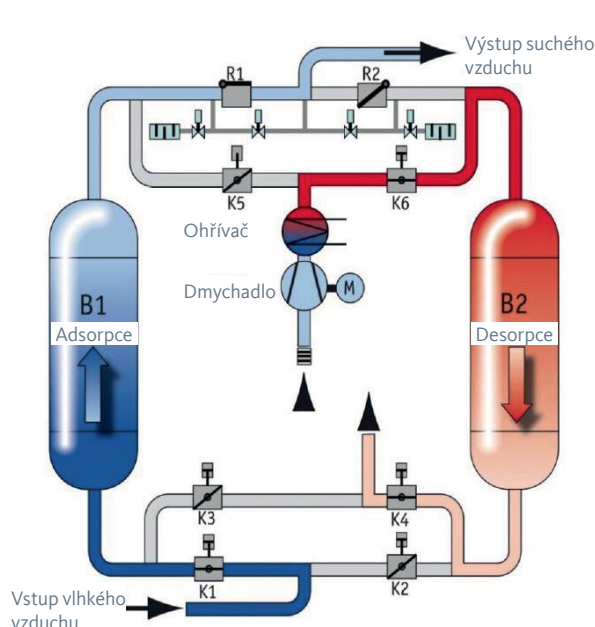 Výstup suchého
vzduchu
R1
R2
K5
K6
Ohřívač
Dmychadlo
M
B1
Adsorpce
B2
Desorpce
K3
K4
K1
K2
Vstup vlhkého
vzduchu